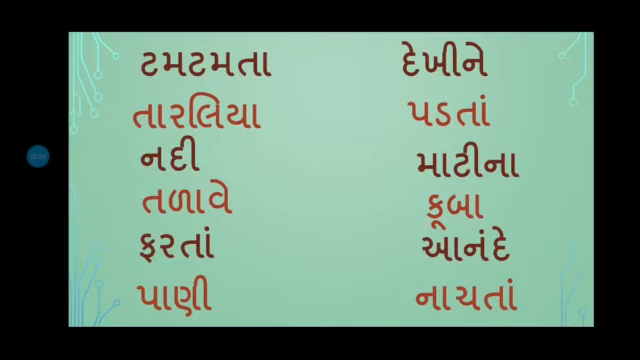 ટમટમતા દેખીને
તારલિયા પડતાં
નદી માટીના
તળાવે કૂબા
ફરતાં આનંદે
પાણી નાચતાં